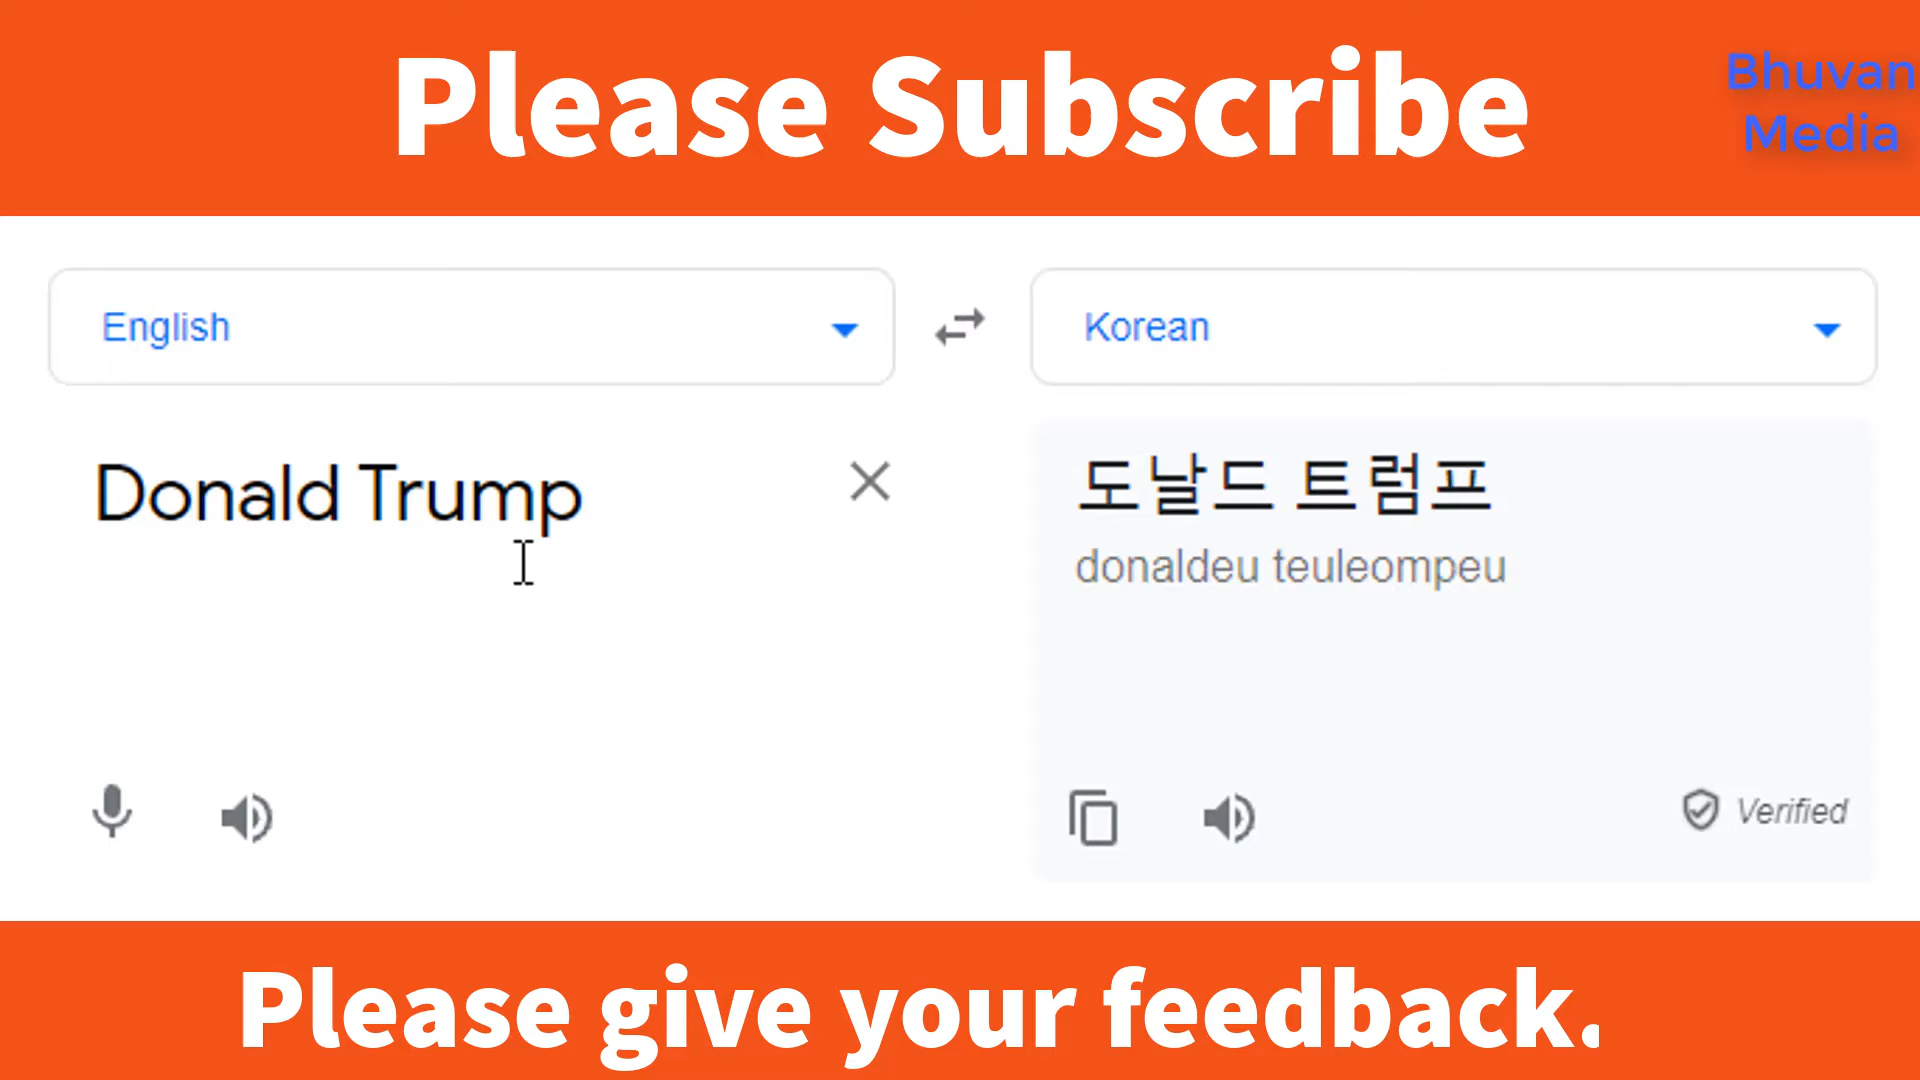 Please Subscribe
Bhuvan
Media
English
Korean
Donald Trump
도날드 트럼프
donaldeu teuleompeu
Verified
Please give your feedback.